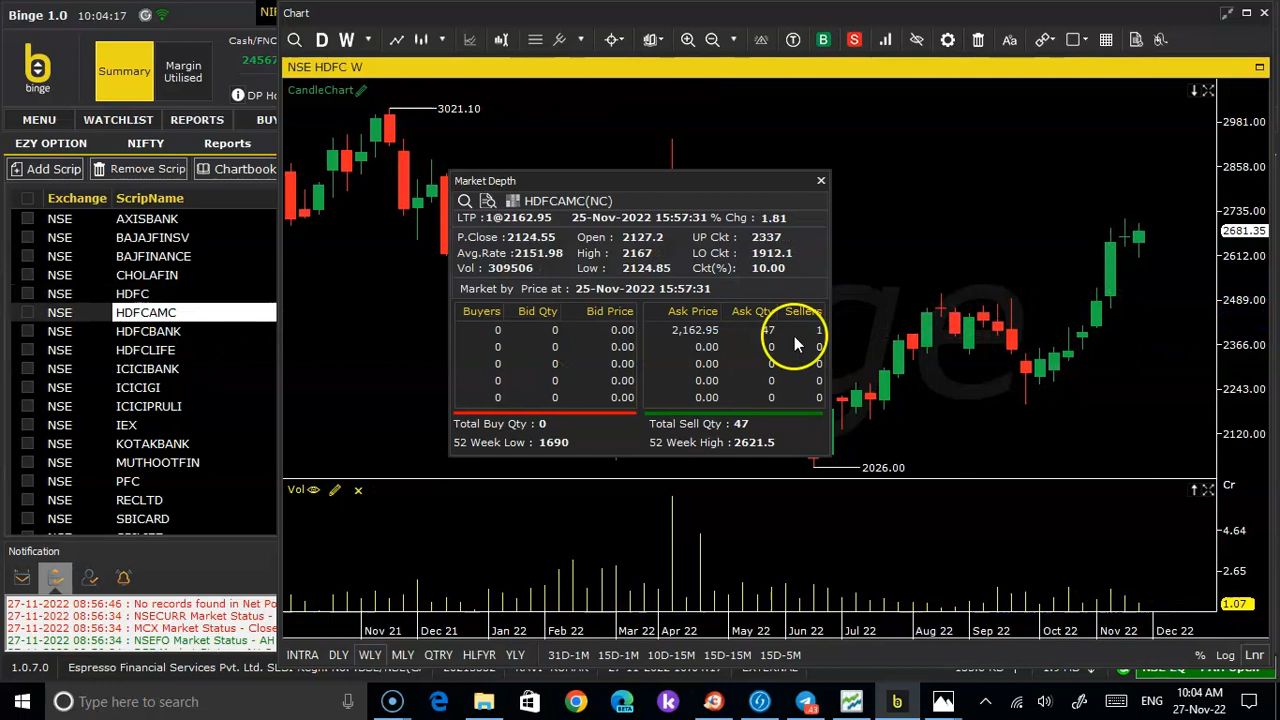 Binge 1.0 10:04:17
NIF
Chart
D W
T B S
binge
Summary
Margin
Utilised
Cash/FNC
24567
DP Ho
NSE HDFC W
MENU WATCHLIST REPORTS BUY
EZY OPTION NIFTY Reports
Add Scrip Remove Scrip Chartbook
Exchange ScripName
NSE AXISBANK
NSE BAJAJFINSV
NSE BAJFINANCE
NSE CHOLAFIN
NSE HDFC
NSE HDFCAMC
NSE HDFCBANK
NSE HDFCLIFE
NSE ICICIBANK
NSE ICICIGI
NSE ICICIPRULI
NSE IEX
NSE KOTAKBANK
NSE MUTHOOTFIN
NSE PFC
NSE RECLTD
NSE SBICARD
CandleChart
3021.10
2026.00
2981.00
2858.00
2735.00
2681.35
2612.00
2489.00
2366.00
2243.00
2120.00
Market Depth
HDFCAMC(NC)
LTP :1@2162.95 25-Nov-2022 15:57:31 % Chg : 1.81
P.Close : 2124.55 Open : 2127.2 UP Ckt : 2337
Avg.Rate : 2151.98 High : 2167 LO Ckt : 1912.1
Vol : 309506 Low : 2124.85 Ckt(%) : 10.00
Market by Price at : 25-Nov-2022 15:57:31
Buyers Bid Qty Bid Price Ask Price Ask Qty Sellers
0 0 0.00 2,162.95 47 1
0 0 0.00 0.00 0 0
0 0 0.00 0.00 0 0
0 0 0.00 0.00 0 0
0 0 0.00 0.00 0 0
Total Buy Qty : 0 Total Sell Qty : 47
52 Week Low : 1690 52 Week High : 2621.5
Vol
Cr
4.64
2.65
1.07
Nov 21 Dec 21 Jan 22 Feb 22 Mar 22 Apr 22 May 22 Jun 22 Jul 22 Aug 22 Sep 22 Oct 22 Nov 22 Dec 22
Notification
27-11-2022 08:56:46 : No records found in Net Po
27-11-2022 08:56:34 : NSECURR Market Status -
27-11-2022 08:56:34 : MCX Market Status - Close
27-11-2022 08:56:34 : NSEFO Market Status - AH
INTRA DLY WLY MLY QTRY HLFYR YLY 31D-1M 15D-1M 10D-15M 15D-15M 15D-5M % Log Lnr
1.0.7.0 Espresso Financial Services Pvt. Ltd.
Type here to search
BETA
43
ENG
10:04 AM
27-Nov-22